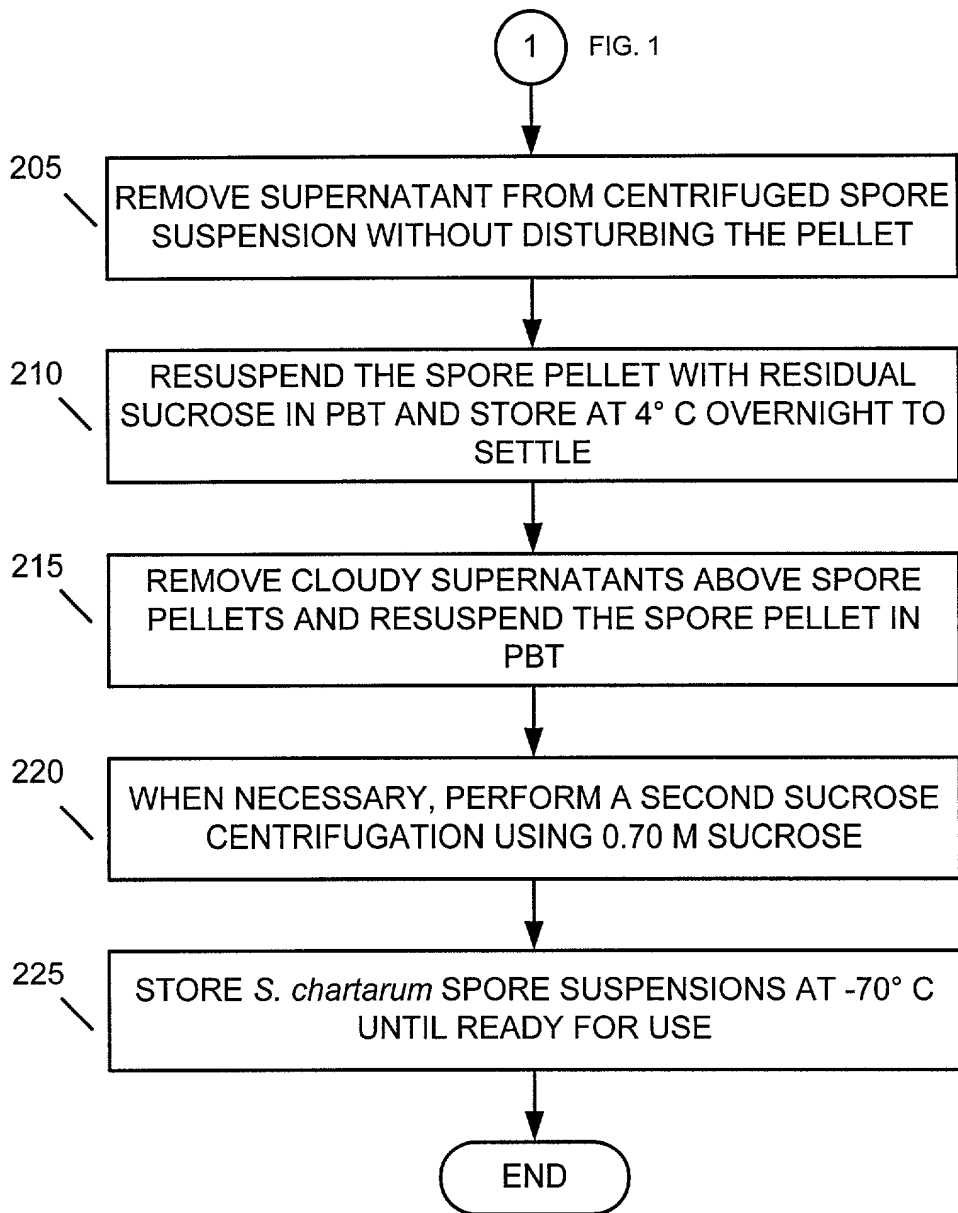 1 FIG. 1
205
REMOVE SUPERNATANT FROM CENTRIFUGED SPORE
SUSPENSION WITHOUT DISTURBING THE PELLET
210
RESUSPEND THE SPORE PELLET WITH RESIDUAL
SUCROSE IN PBT AND STORE AT 4° C OVERNIGHT TO
SETTLE
215
REMOVE CLOUDY SUPERNATANTS ABOVE SPORE
PELLETS AND RESUSPEND THE SPORE PELLET IN
PBT
220
WHEN NECESSARY, PERFORM A SECOND SUCROSE
CENTRIFUGATION USING 0.70 M SUCROSE
225
STORE S. chartarum SPORE SUSPENSIONS AT -70° C
UNTIL READY FOR USE
END